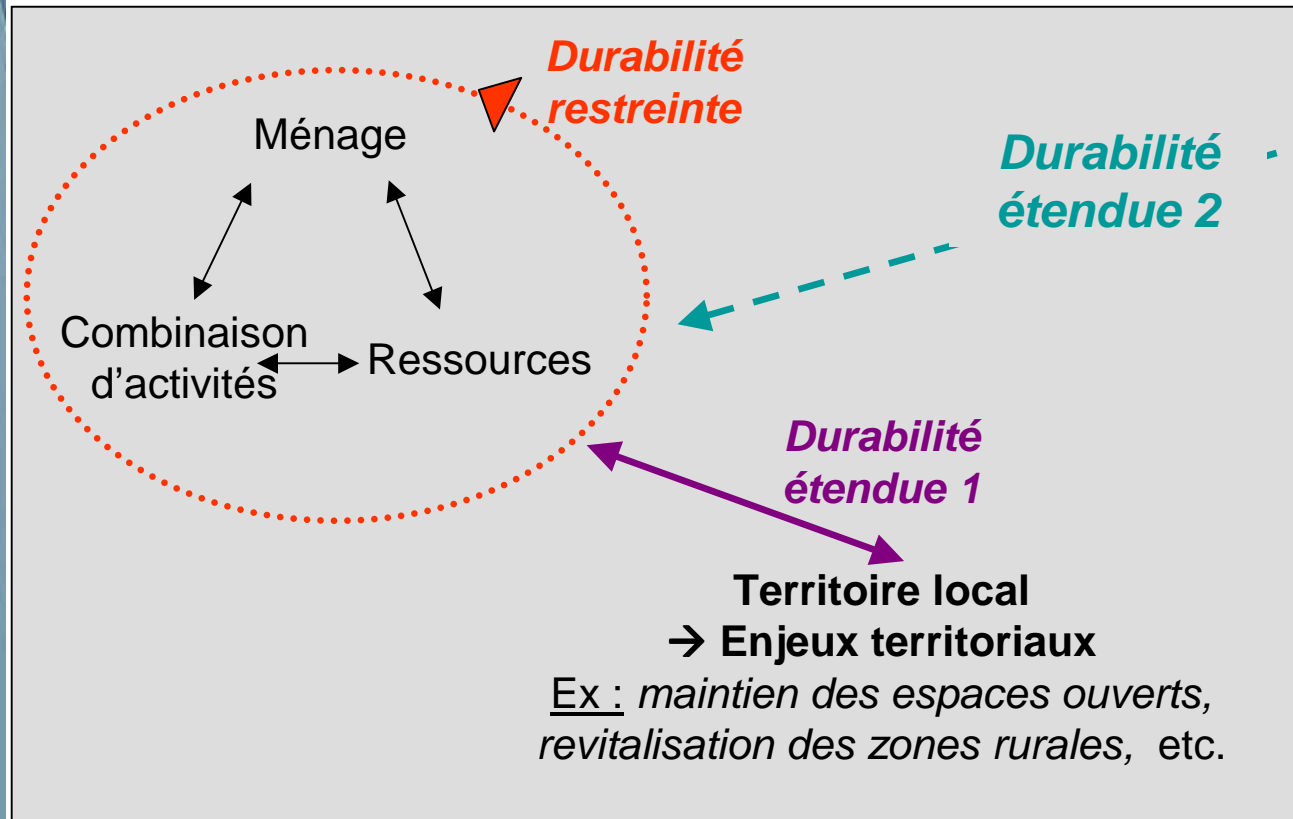 Durabilité
restreinte
Ménage
Combinaison
d’activités
Ressources
Durabilité
étendue 2
Durabilité
étendue 1
Territoire local
→ Enjeux territoriaux
Ex : maintien des espaces ouverts,
revitalisation des zones rurales, etc.